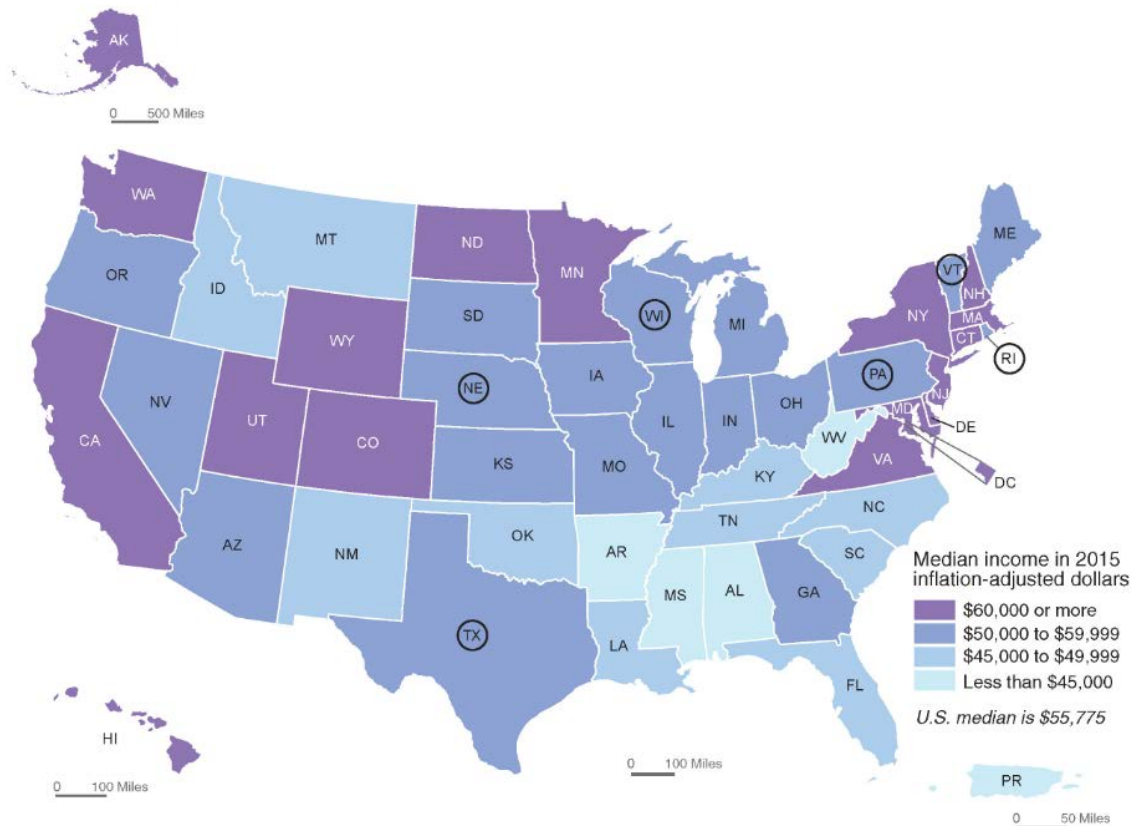 AK
0 500 Miles
WA
MT
ND
MN
ME
OR
ID
SD
WI
MI
VT
NH
NY
MA
CT
RI
WY
NE
IA
PA
NJ
NV
UT
CO
IL
IN
OH
MD
DE
CA
KS
MO
WV
VA
DC
KY
AZ
NM
OK
AR
TN
NC
SC
TX
LA
MS
AL
GA
FL
Median income in 2015
inflation-adjusted dollars
$60,000 or more
$50,000 to $59,999
$45,000 to $49,999
Less than $45,000
U.S. median is $55,775
HI
0 100 Miles
0 100 Miles
PR
0 50 Miles